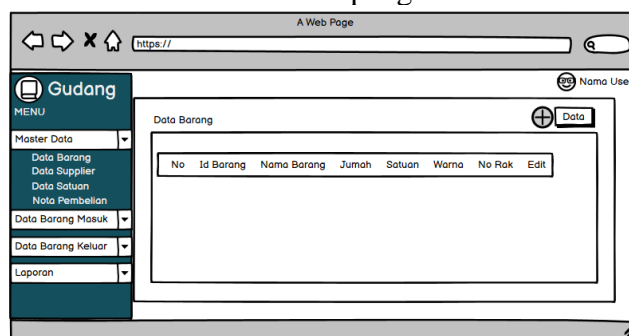 A Web Page
https://
Nama Use
Gudang
MENU
Data Barang
Data
Master Data
Data Barang
Data Supplier
Data Satuan
Nota Pembelian
Data Barang Masuk
Data Barang Keluar
Laporan
No Id Barang Nama Barang Jumah Satuan Warna No Rak Edit